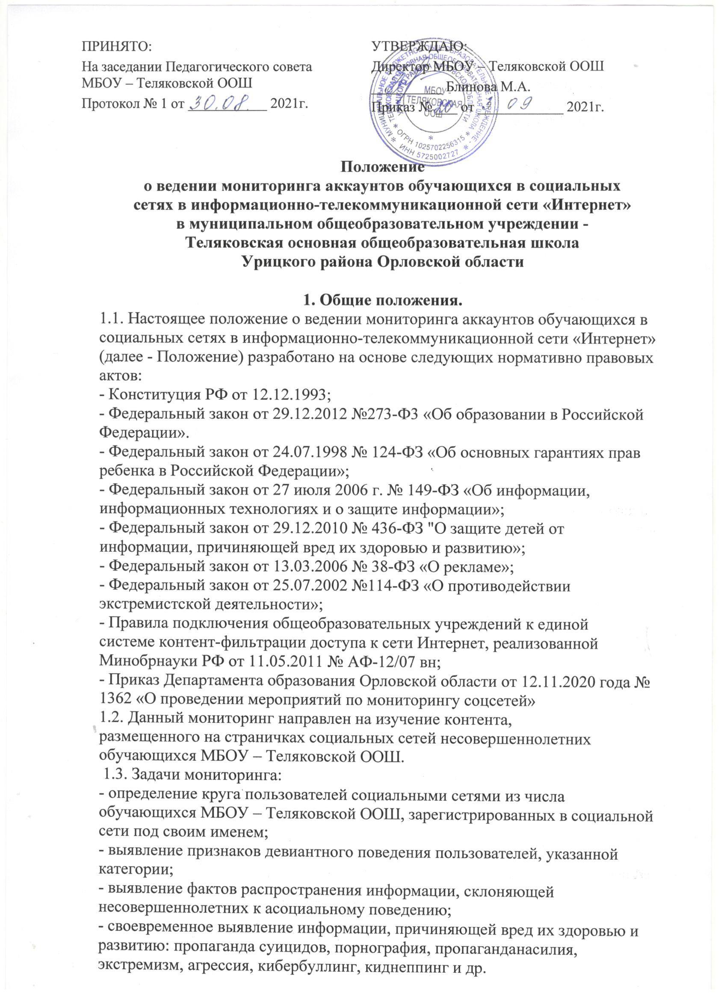 ПРИНЯТО:
На заседании Педагогического совета
МБОУ – Теляковской ООШ
Протокол № 1 от 30.08. 2021г.
УТВЕРЖДАЮ:
Директор МБОУ – Теляковской ООШ
Блинова М.А.
Приказ № от 09 2021г.
МБОУ -
ТЕЛЯКОВСКАЯ
ООШ
* ОГРН 1025702256315 *
* ИНН 5725002727 *
Положение
о ведении мониторинга аккаунтов обучающихся в социальных
сетях в информационно-телекоммуникационной сети «Интернет»
в муниципальном общеобразовательном учреждении -
Теляковская основная общеобразовательная школа
Урицкого района Орловской области
1. Общие положения.
1.1. Настоящее положение о ведении мониторинга аккаунтов обучающихся в
социальных сетях в информационно-телекоммуникационной сети «Интернет»
(далее - Положение) разработано на основе следующих нормативно правовых
актов:
- Конституция РФ от 12.12.1993;
- Федеральный закон от 29.12.2012 №273-ФЗ «Об образовании в Российской
Федерации».
- Федеральный закон от 24.07.1998 № 124-ФЗ «Об основных гарантиях прав
ребенка в Российской Федерации»;
- Федеральный закон от 27 июля 2006 г. № 149-ФЗ «Об информации,
информационных технологиях и о защите информации»;
- Федеральный закон от 29.12.2010 № 436-ФЗ "О защите детей от
информации, причиняющей вред их здоровью и развитию»;
- Федеральный закон от 13.03.2006 № 38-ФЗ «О рекламе»;
- Федеральный закон от 25.07.2002 №114-ФЗ «О противодействии
экстремистской деятельности»;
- Правила подключения общеобразовательных учреждений к единой
системе контент-фильтрации доступа к сети Интернет, реализованной
Минобрнауки РФ от 11.05.2011 № АФ-12/07 вн;
- Приказ Департамента образования Орловской области от 12.11.2020 года №
1362 «О проведении мероприятий по мониторингу соцсетей»
1.2. Данный мониторинг направлен на изучение контента,
размещенного на страничках социальных сетей несовершеннолетних
обучающихся МБОУ – Теляковской ООШ.
1.3. Задачи мониторинга:
- определение круга пользователей социальными сетями из числа
обучающихся МБОУ – Теляковской ООШ, зарегистрированных в социальной
сети под своим именем;
- выявление признаков девиантного поведения пользователей, указанной
категории;
- выявление фактов распространения информации, склоняющей
несовершеннолетних к асоциальному поведению;
- своевременное выявление информации, причиняющей вред их здоровью и
развитию: пропаганда суицидов, порнография, пропаганданасилия,
экстремизм, агрессия, кибербуллинг, киднеппинг и др.